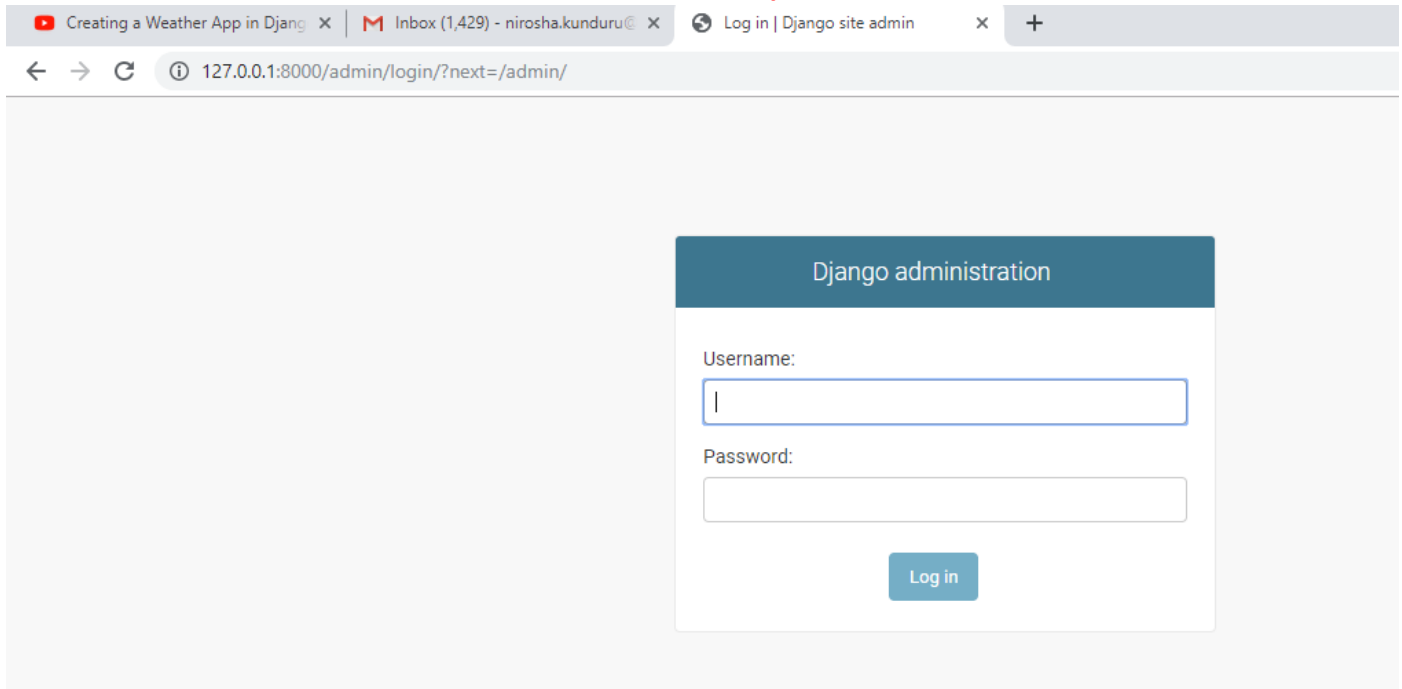 Creating a Weather App in Djang
Inbox (1,429) - nirosha.kunduru@
Log in | Django site admin
127.0.0.1:8000/admin/login/?next=/admin/
Django administration
Username:
Password:
Log in